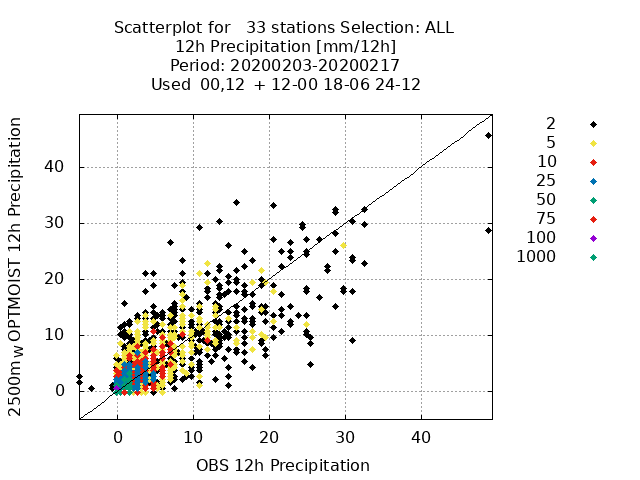 Scatterplot for   33 stations Selection: ALL
12h Precipitation [mm/12h]
Period: 20200203-20200217
Used  00,12  + 12-00 18-06 24-12
2500m_W OPTMOIST 12h Precipitation
40
30
20
10
0
0 10 20 30 40
OBS 12h Precipitation
2
5
10
25
50
75
100
1000